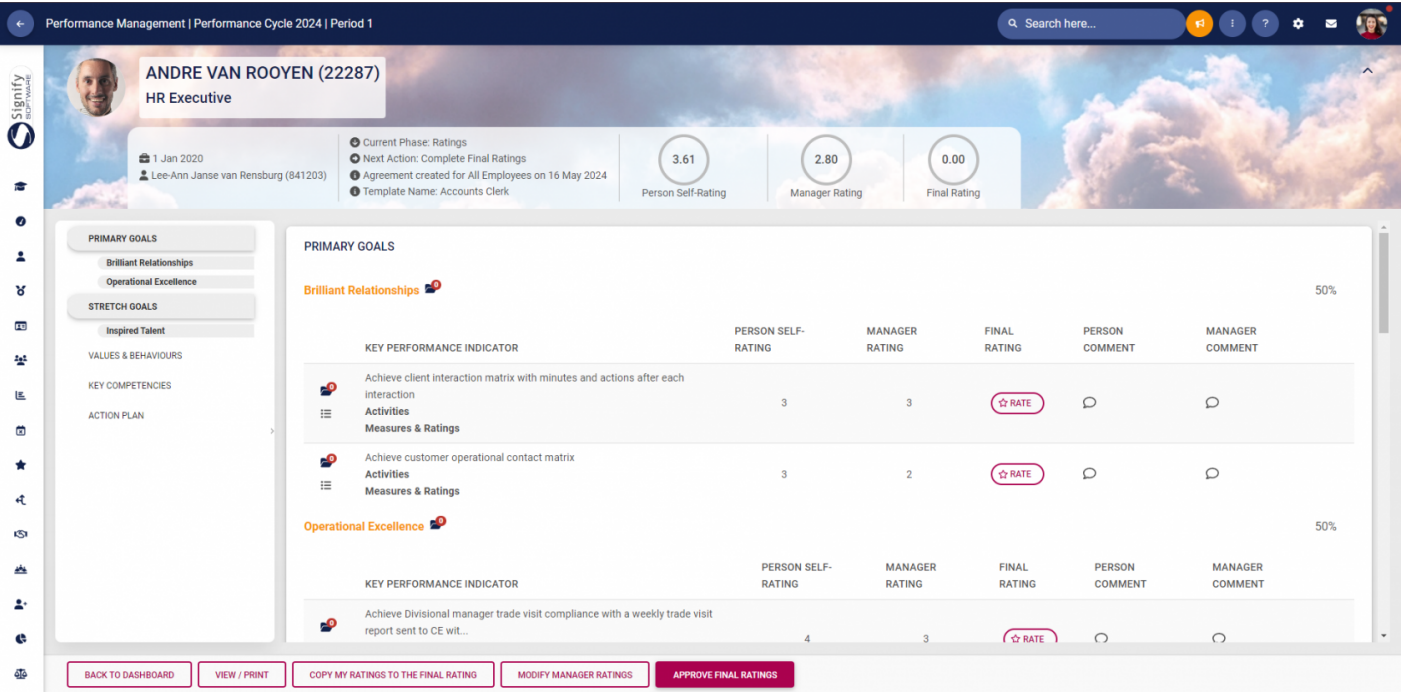 Performance Management | Performance Cycle 2024 | Period 1
Search here...
Signify
SOFTWARE
ANDRE VAN ROOYEN (22287)
HR Executive
1 Jan 2020
Lee-Ann Janse van Rensburg (841203)
Current Phase: Ratings
Next Action: Complete Final Ratings
Agreement created for All Employees on 16 May 2024
Template Name: Accounts Clerk
3.61
Person Self-Rating
2.80
Manager Rating
0.00
Final Rating
PRIMARY GOALS
Brilliant Relationships
Operational Excellence
STRETCH GOALS
Inspired Talent
VALUES & BEHAVIOURS
KEY COMPETENCIES
ACTION PLAN
PRIMARY GOALS
Brilliant Relationships 0 50%
KEY PERFORMANCE INDICATOR
PERSON SELF-
RATING
MANAGER
RATING
FINAL
RATING
PERSON
COMMENT
MANAGER
COMMENT
0
Achieve client interaction matrix with minutes and actions after each
interaction
Activities
Measures & Ratings
3 3 RATE
0
Achieve customer operational contact matrix
Activities
Measures & Ratings
3 2 RATE
Operational Excellence 0 50%
KEY PERFORMANCE INDICATOR
PERSON SELF-
RATING
MANAGER
RATING
FINAL
RATING
PERSON
COMMENT
MANAGER
COMMENT
0
Achieve Divisional manager trade visit compliance with a weekly trade visit
report sent to CE wit...
4 3 RATE
BACK TO DASHBOARD
VIEW / PRINT
COPY MY RATINGS TO THE FINAL RATING
MODIFY MANAGER RATINGS
APPROVE FINAL RATINGS